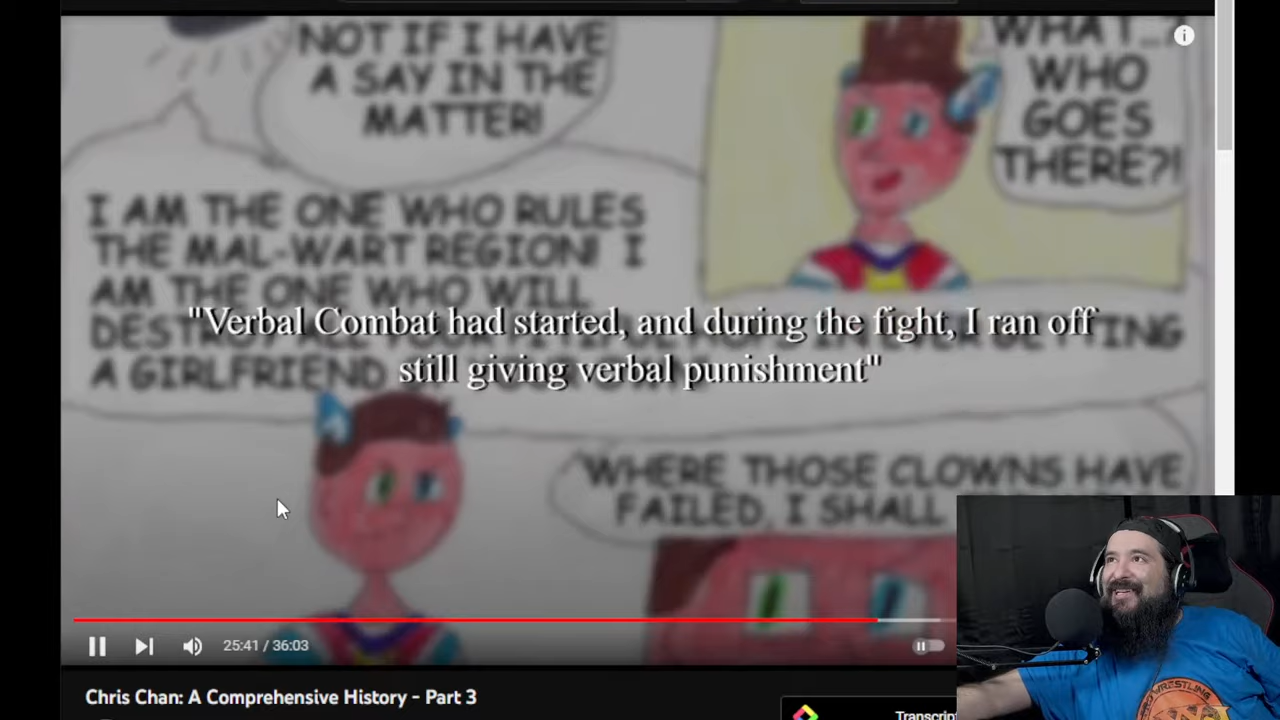 NOT IF I HAVE
A SAY IN THE
MATTER!
WHAT...?
WHO
GOES
THERE?!
I AM THE ONE WHO RULES
THE MAL-WART REGION! I
AM THE ONE WHO WILL
A GIRLFRIEND
"Verbal Combat had started, and during the fight, I ran off
still giving verbal punishment"
WHERE THOSE CLOWNS HAVE
FAILED, I SHALL
25:41 / 36:03
Chris Chan: A Comprehensive History - Part 3
Transcript